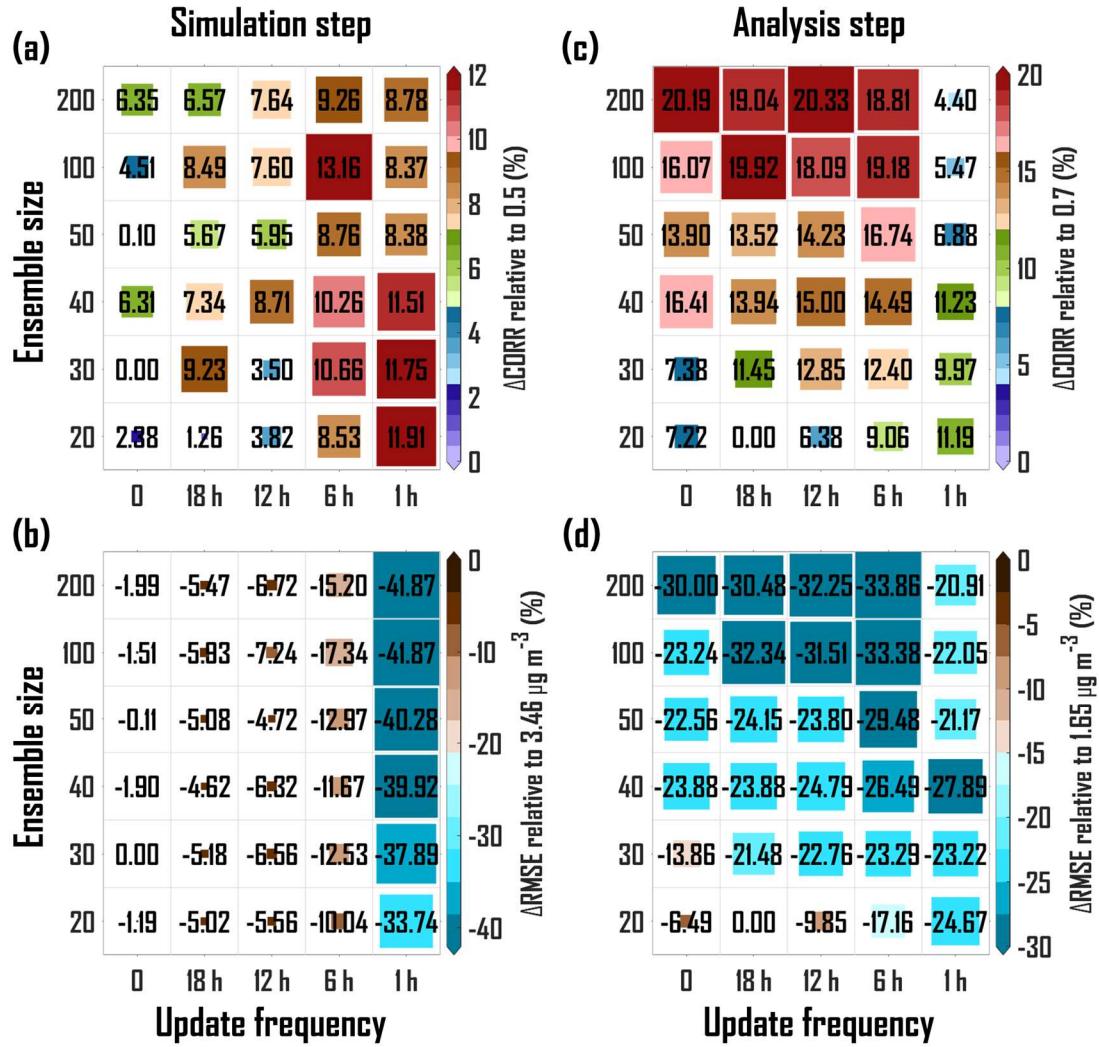 Simulation step
Analysis step
(a)
Ensemble size
200 6.35 6.57 7.64 9.26 8.78
100 4.51 8.49 7.60 13.16 8.37
50 0.10 5.67 5.95 8.76 8.38
40 6.31 7.34 8.71 10.26 11.51
30 0.00 9.23 3.50 10.66 11.75
20 2.38 1.26 3.82 8.53 11.91
0 18 h 12 h 6 h 1 h
12
10
8
6
4
2
0
ΔCORR relative to 0.5 (%)
(c)
200 20.19 19.04 20.33 18.81 4.40
100 16.07 19.92 18.09 19.18 5.47
50 13.90 13.52 14.23 16.74 6.88
40 16.41 13.94 15.00 14.49 11.23
30 7.38 11.45 12.85 12.40 9.97
20 7.22 0.00 6.38 9.06 11.19
0 18 h 12 h 6 h 1 h
20
15
10
5
0
ΔCORR relative to 0.7 (%)
(b)
Ensemble size
200 -1.99 -5.47 -6.72 -15.20 -41.87
100 -1.51 -5.83 -7.24 -17.34 -41.87
50 -0.11 -5.08 -4.72 -12.97 -40.28
40 -1.90 -4.62 -6.32 -11.67 -39.92
30 0.00 -5.18 -6.56 -12.53 -37.89
20 -1.19 -5.02 -5.56 -10.04 -33.74
0 18 h 12 h 6 h 1 h
Update frequency
0
-10
-20
-30
-40
ΔRMSE relative to 3.46 µg m⁻³ (%)
(d)
200 -30.00 -30.48 -32.25 -33.86 -20.91
100 -23.24 -32.34 -31.51 -33.38 -22.05
50 -22.56 -24.15 -23.80 -29.48 -21.17
40 -23.88 -23.88 -24.79 -26.49 -27.89
30 -13.86 -21.48 -22.76 -23.29 -23.22
20 -6.49 0.00 -9.85 -17.16 -24.67
0 18 h 12 h 6 h 1 h
Update frequency
0
-5
-10
-15
-20
-25
-30
ΔRMSE relative to 1.65 µg m⁻³ (%)